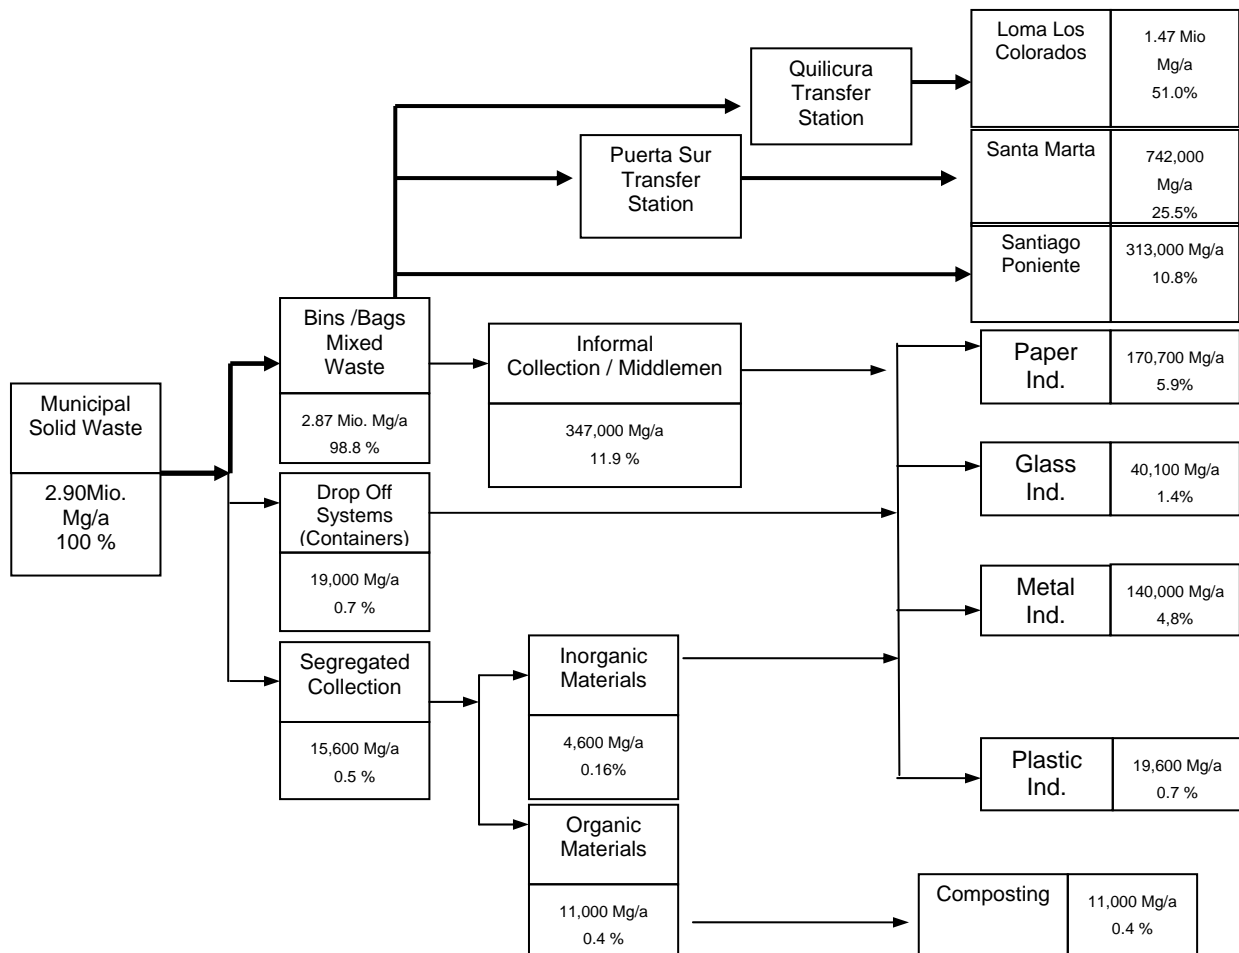 Loma Los
Colorados
1.47 Mio
Mg/a
51.0%
Quilicura
Transfer
Station
Puerta Sur
Transfer
Station
Santa Marta
742,000
Mg/a
25.5%
Santiago
Poniente
313,000 Mg/a
10.8%
Bins /Bags
Mixed
Waste
2.87 Mio. Mg/a
98.8 %
Informal
Collection / Middlemen
347,000 Mg/a
11.9 %
Paper
Ind.
170,700 Mg/a
5.9%
Municipal
Solid Waste
2.90Mio.
Mg/a
100 %
Glass
Ind.
40,100 Mg/a
1.4%
Drop Off
Systems
(Containers)
19,000 Mg/a
0.7 %
Metal
Ind.
140,000 Mg/a
4,8%
Segregated
Collection
15,600 Mg/a
0.5 %
Inorganic
Materials
4,600 Mg/a
0.16%
Plastic
Ind.
19,600 Mg/a
0.7 %
Organic
Materials
11,000 Mg/a
0.4 %
Composting
11,000 Mg/a
0.4 %